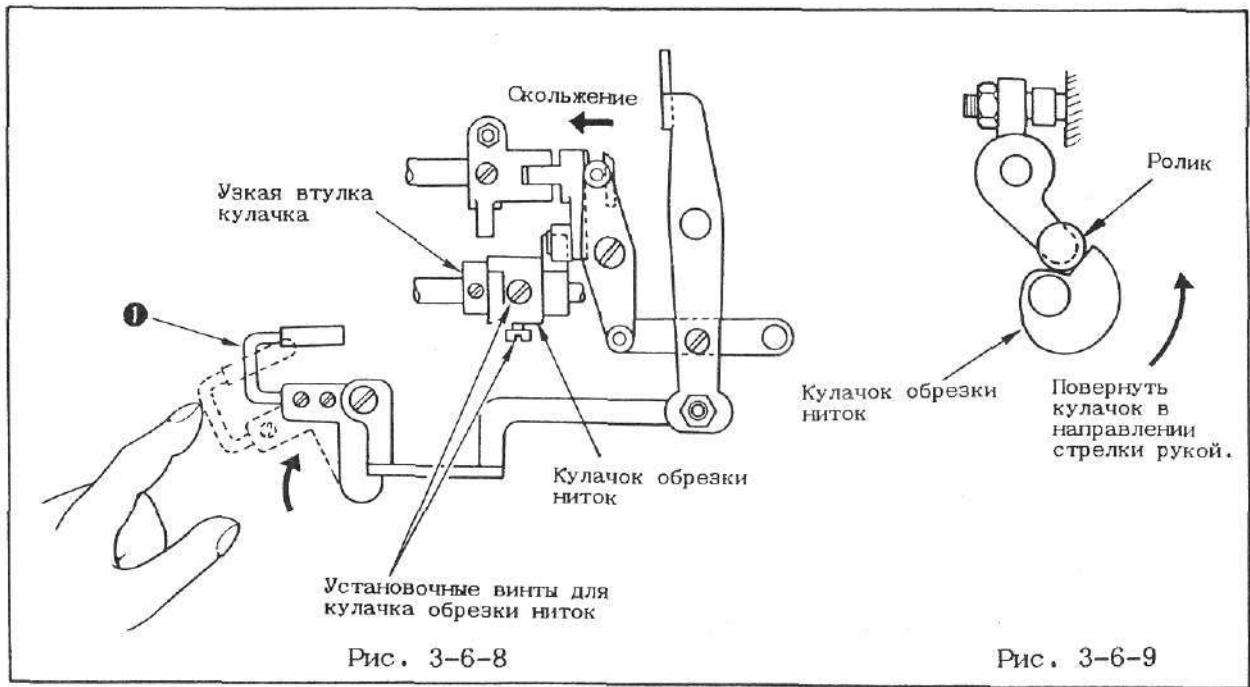 Скольжение
Узкая втулка
кулачка
1
Кулачок обрезки
ниток
Установочные винты для
кулачка обрезки ниток
Рис. 3-6-8
Ролик
Кулачок обрезки
ниток
Повернуть
кулачок в
направлении
стрелки рукой.
Рис. 3-6-9